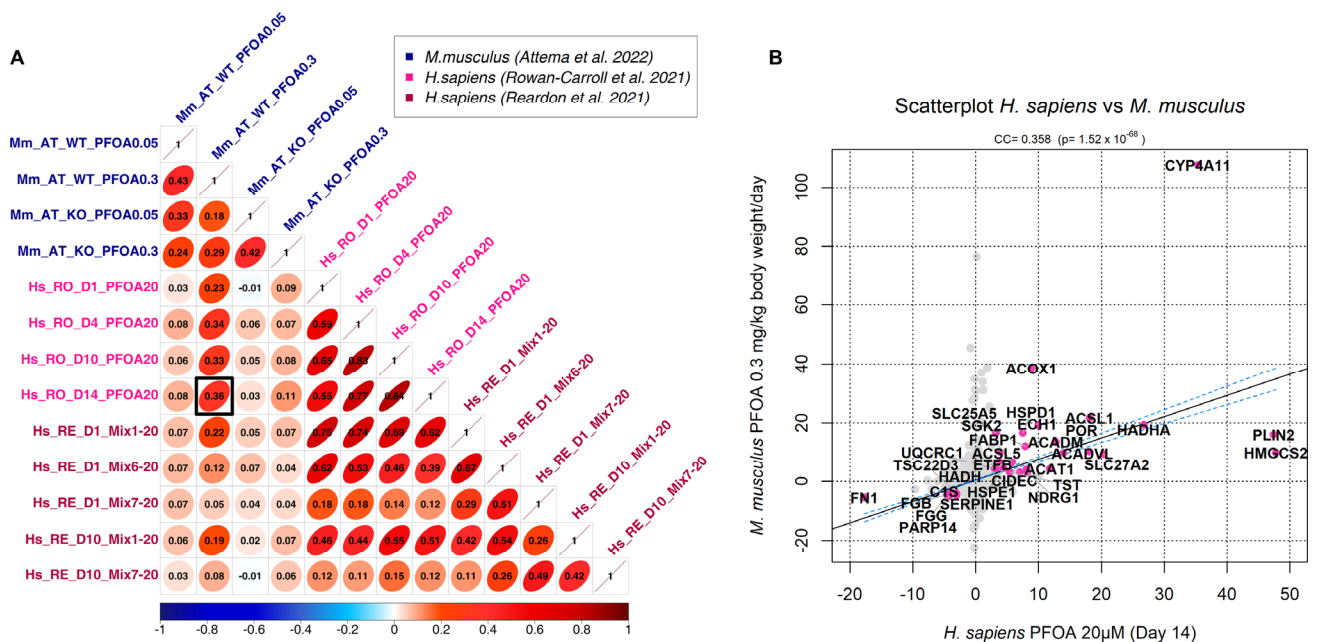 A
Mm_AT_WT_PFOA0.05
Mm_AT_WT_PFOA0.3
Mm_AT_KO_PFOA0.05
Mm_AT_KO_PFOA0.3
Hs_RO_D1_PFOA20
Hs_RO_D4_PFOA20
Hs_RO_D10_PFOA20
Hs_RO_D14_PFOA20
Hs_RE_D1_Mix1-20
Hs_RE_D1_Mix6-20
Hs_RE_D1_Mix7-20
Hs_RE_D10_Mix1-20
Hs_RE_D10_Mix7-20
M.musculus (Attema et al. 2022)
H.sapiens (Rowan-Carroll et al. 2021)
H.sapiens (Reardon et al. 2021)
Mm_AT_WT_PFOA0.05 1
Mm_AT_WT_PFOA0.3 0.43 1
Mm_AT_KO_PFOA0.05 0.33 0.18 1
Mm_AT_KO_PFOA0.3 0.24 0.29 0.42 1
Hs_RO_D1_PFOA20 0.03 0.23 -0.01 0.09 1
Hs_RO_D4_PFOA20 0.08 0.34 0.06 0.07 0.59 1
Hs_RO_D10_PFOA20 0.06 0.33 0.05 0.08 0.65 0.83 1
Hs_RO_D14_PFOA20 0.08 0.36 0.03 0.11 0.55 0.77 0.84 1
Hs_RE_D1_Mix1-20 0.07 0.22 0.05 0.07 0.75 0.74 0.69 0.62 1
Hs_RE_D1_Mix6-20 0.07 0.12 0.04 0.07 0.62 0.53 0.46 0.39 0.67 1
Hs_RE_D1_Mix7-20 0.07 0.05 0.04 0.04 0.18 0.18 0.14 0.12 0.29 0.51 1
Hs_RE_D10_Mix1-20 0.06 0.19 0.02 0.07 0.46 0.44 0.55 0.51 0.42 0.54 0.26 1
Hs_RE_D10_Mix7-20 0.03 0.08 -0.01 0.06 0.12 0.11 0.15 0.12 0.11 0.26 0.49 0.42 1
-1 -0.8 -0.6 -0.4 -0.2 0 0.2 0.4 0.6 0.8 1
B
Scatterplot H. sapiens vs M. musculus
CC= 0.358 (p= 1.52 x 10⁻⁶⁸)
M. musculus PFOA 0.3 mg/kg body weight/day
100
80
60
40
20
0
-20
CYP4A11
ACOX1
SLC25A5 HSPD1 ACSL1
SGK2 ECH1 POR HADHA
FABP1 ACADM PLIN2
UQCRC1 ACSL5 ACADVL HMGCS2
TSC22D3 ETFB SLC27A2
HADH ACAT1
CIDEC TST
FN1 C1S HSPE1 NDRG1
FGB SERPINE1
FGG
PARP14
-20 -10 0 10 20 30 40 50
H. sapiens PFOA 20µM (Day 14)